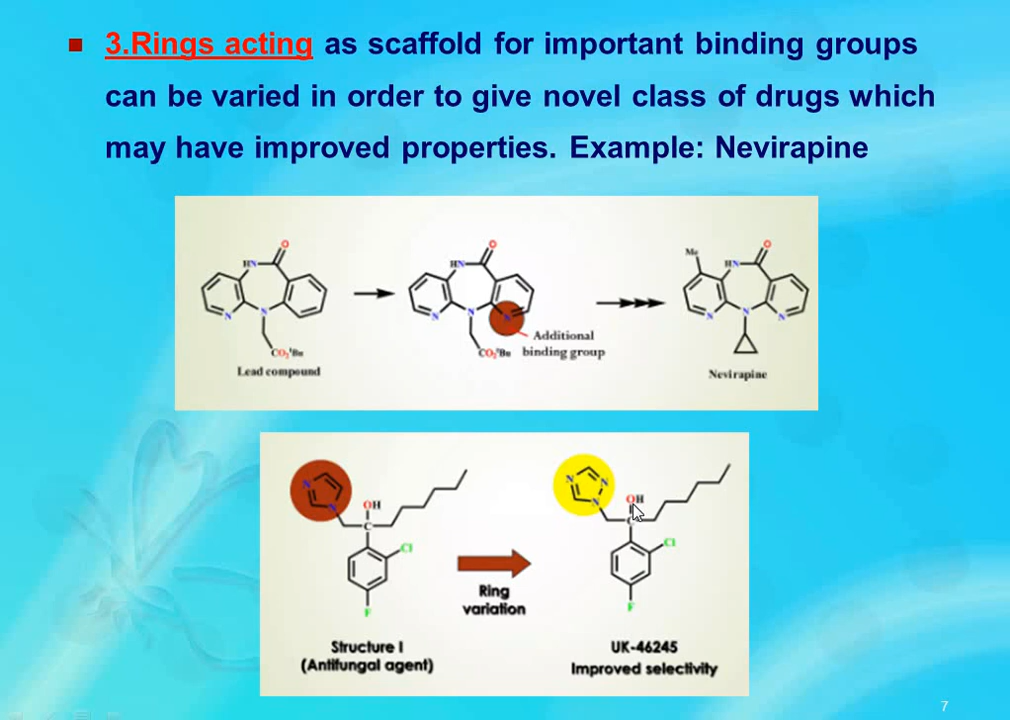 3.Rings acting as scaffold for important binding groups
can be varied in order to give novel class of drugs which
may have improved properties. Example: Nevirapine
O
HN
N
N
CO₂ᵗBu
Lead compound
O
HN
N
N
N
CO₂ᵗBu
Additional
binding group
Me
O
HN
N
N
N
Nevirapine
N
N
OH
C
Cl
F
Structure I
(Antifungal agent)
Ring
variation
N
N
N
OH
C
Cl
F
UK-46245
Improved selectivity
7